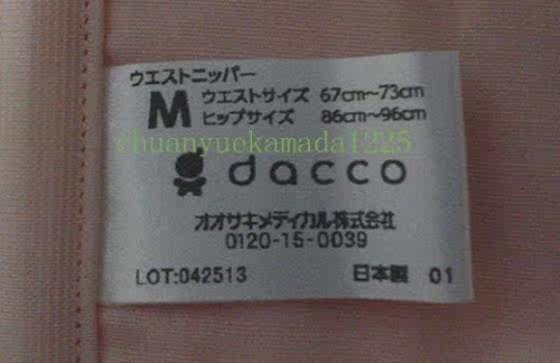 ウエストニッパー
M ウエストサイズ 67cm~73cm
ヒップサイズ 86cm~96cm
chuanyuekamada1225
dacco
オオサキメディカル株式会社
0120-15-0039
LOT:042513 日本製 01